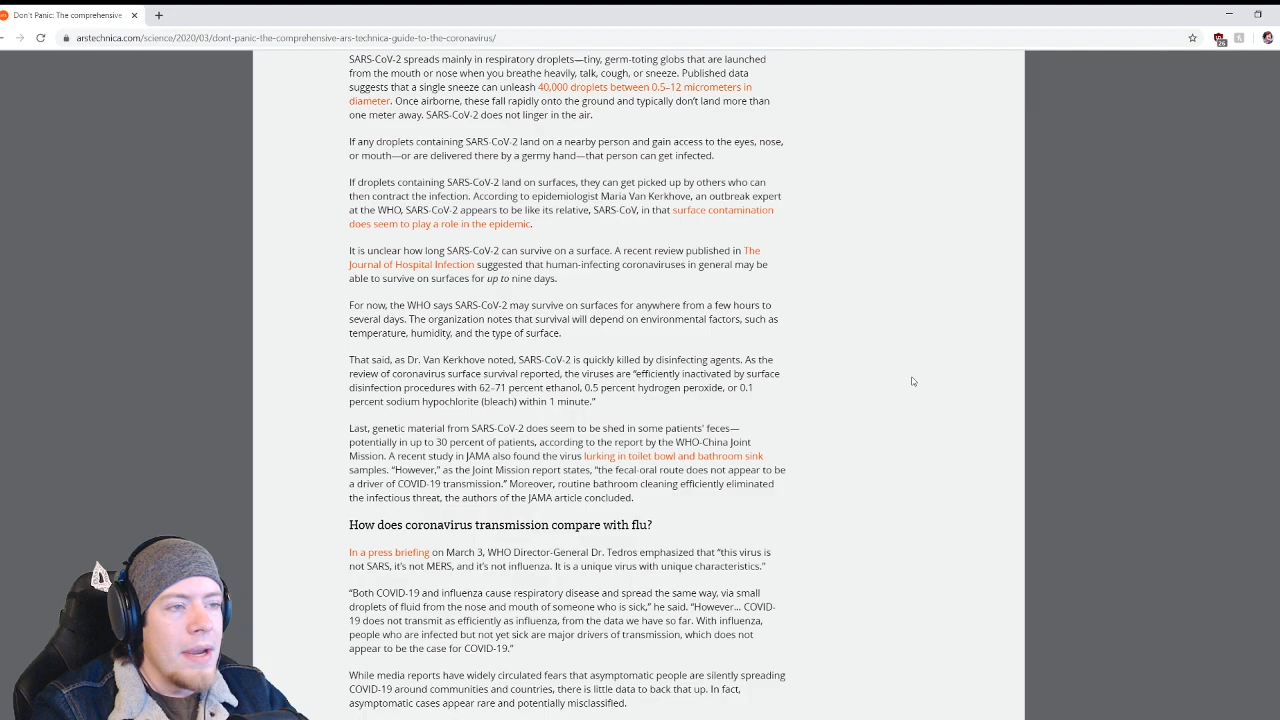 Don't Panic: The comprehensive
arstechnica.com/science/2020/03/dont-panic-the-comprehensive-ars-technica-guide-to-the-coronavirus/
26
SARS-CoV-2 spreads mainly in respiratory droplets—tiny, germ-toting globs that are launched
from the mouth or nose when you breathe heavily, talk, cough, or sneeze. Published data
suggests that a single sneeze can unleash 40,000 droplets between 0.5–12 micrometers in
diameter. Once airborne, these fall rapidly onto the ground and typically don't land more than
one meter away. SARS-CoV-2 does not linger in the air.
If any droplets containing SARS-CoV-2 land on a nearby person and gain access to the eyes, nose,
or mouth—or are delivered there by a germy hand—that person can get infected.
If droplets containing SARS-CoV-2 land on surfaces, they can get picked up by others who can
then contract the infection. According to epidemiologist Maria Van Kerkhove, an outbreak expert
at the WHO, SARS-CoV-2 appears to be like its relative, SARS-CoV, in that surface contamination
does seem to play a role in the epidemic.
It is unclear how long SARS-CoV-2 can survive on a surface. A recent review published in The
Journal of Hospital Infection suggested that human-infecting coronaviruses in general may be
able to survive on surfaces for up to nine days.
For now, the WHO says SARS-CoV-2 may survive on surfaces for anywhere from a few hours to
several days. The organization notes that survival will depend on environmental factors, such as
temperature, humidity, and the type of surface.
That said, as Dr. Van Kerkhove noted, SARS-CoV-2 is quickly killed by disinfecting agents. As the
review of coronavirus surface survival reported, the viruses are “efficiently inactivated by surface
disinfection procedures with 62–71 percent ethanol, 0.5 percent hydrogen peroxide, or 0.1
percent sodium hypochlorite (bleach) within 1 minute.”
Last, genetic material from SARS-CoV-2 does seem to be shed in some patients' feces—
potentially in up to 30 percent of patients, according to the report by the WHO-China Joint
Mission. A recent study in JAMA also found the virus lurking in toilet bowl and bathroom sink
samples. “However,” as the Joint Mission report states, “the fecal-oral route does not appear to be
a driver of COVID-19 transmission.” Moreover, routine bathroom cleaning efficiently eliminated
the infectious threat, the authors of the JAMA article concluded.
How does coronavirus transmission compare with flu?
In a press briefing on March 3, WHO Director-General Dr. Tedros emphasized that “this virus is
not SARS, it's not MERS, and it's not influenza. It is a unique virus with unique characteristics.”
“Both COVID-19 and influenza cause respiratory disease and spread the same way, via small
droplets of fluid from the nose and mouth of someone who is sick,” he said. “However... COVID-
19 does not transmit as efficiently as influenza, from the data we have so far. With influenza,
people who are infected but not yet sick are major drivers of transmission, which does not
appear to be the case for COVID-19.”
While media reports have widely circulated fears that asymptomatic people are silently spreading
COVID-19 around communities and countries, there is little data to back that up. In fact,
asymptomatic cases appear rare and potentially misclassified.